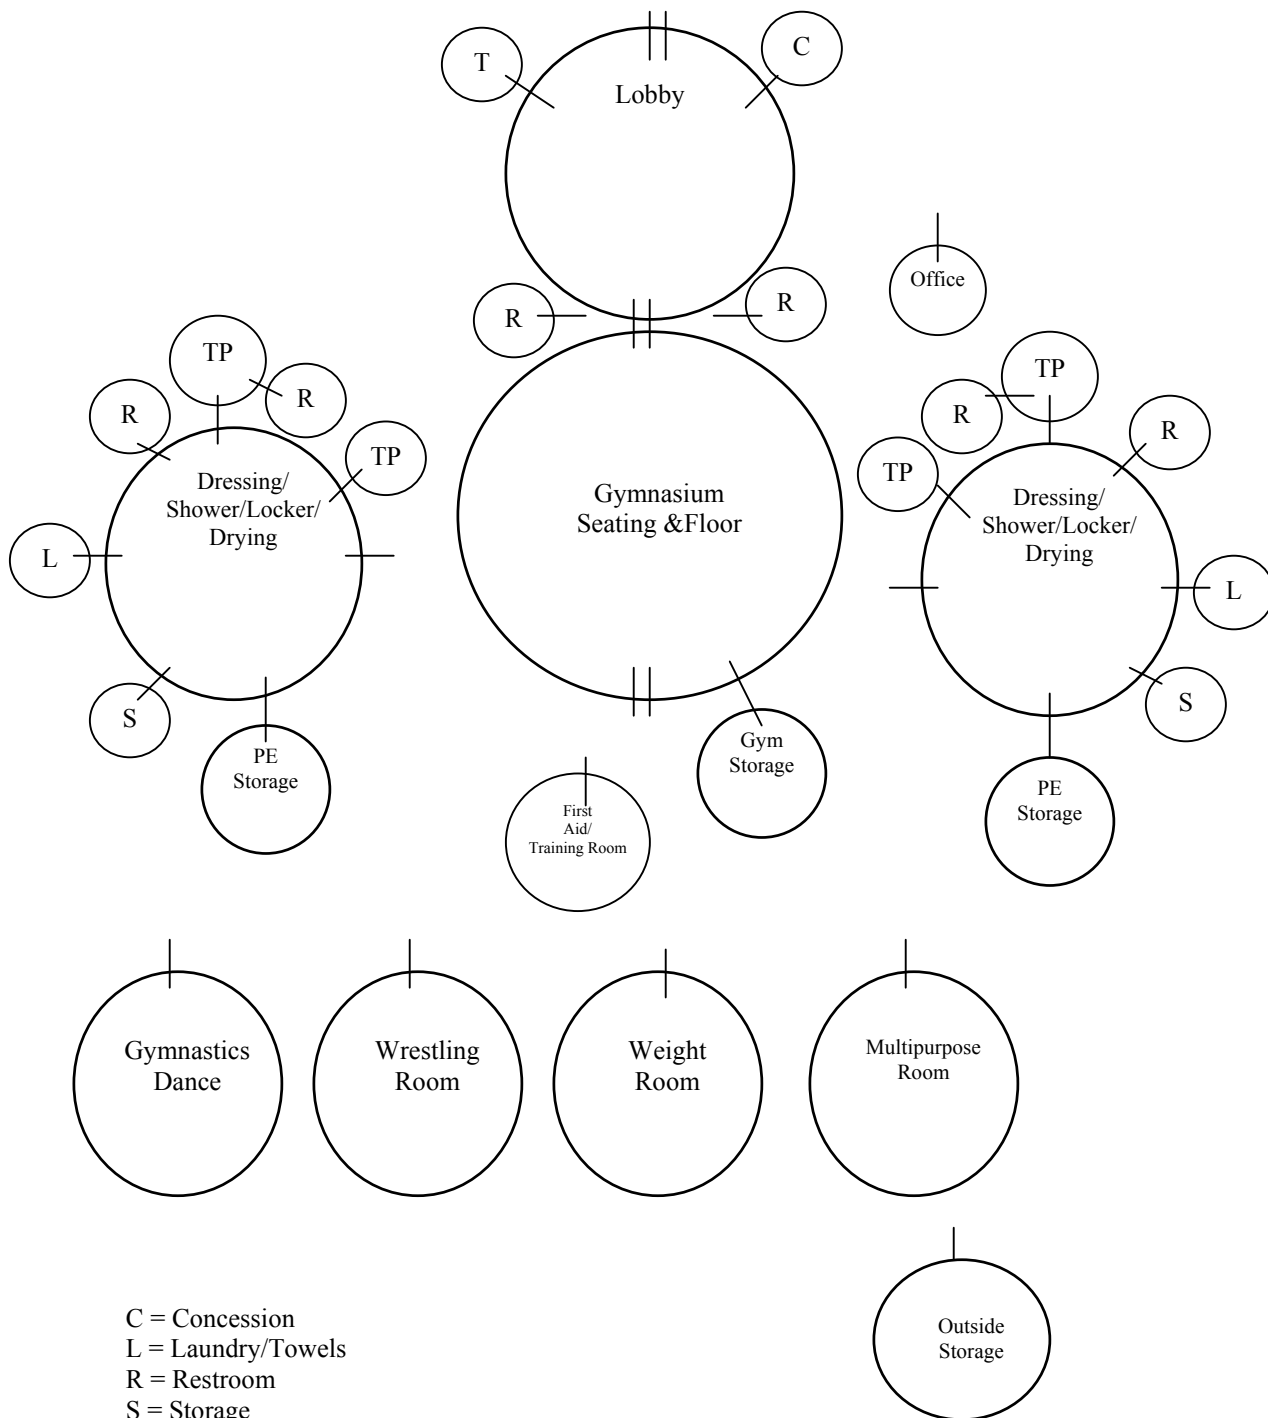 T
C
Lobby
Office
R
R
TP
R
R
TP
Dressing/
Shower/Locker/
Drying
L
S
PE
Storage
Gymnasium
Seating &Floor
Gym
Storage
First
Aid/
Training Room
TP
R
R
TP
Dressing/
Shower/Locker/
Drying
L
S
PE
Storage
Gymnastics
Dance
Wrestling
Room
Weight
Room
Multipurpose
Room
Outside
Storage
C = Concession
L = Laundry/Towels
R = Restroom
S = Storage